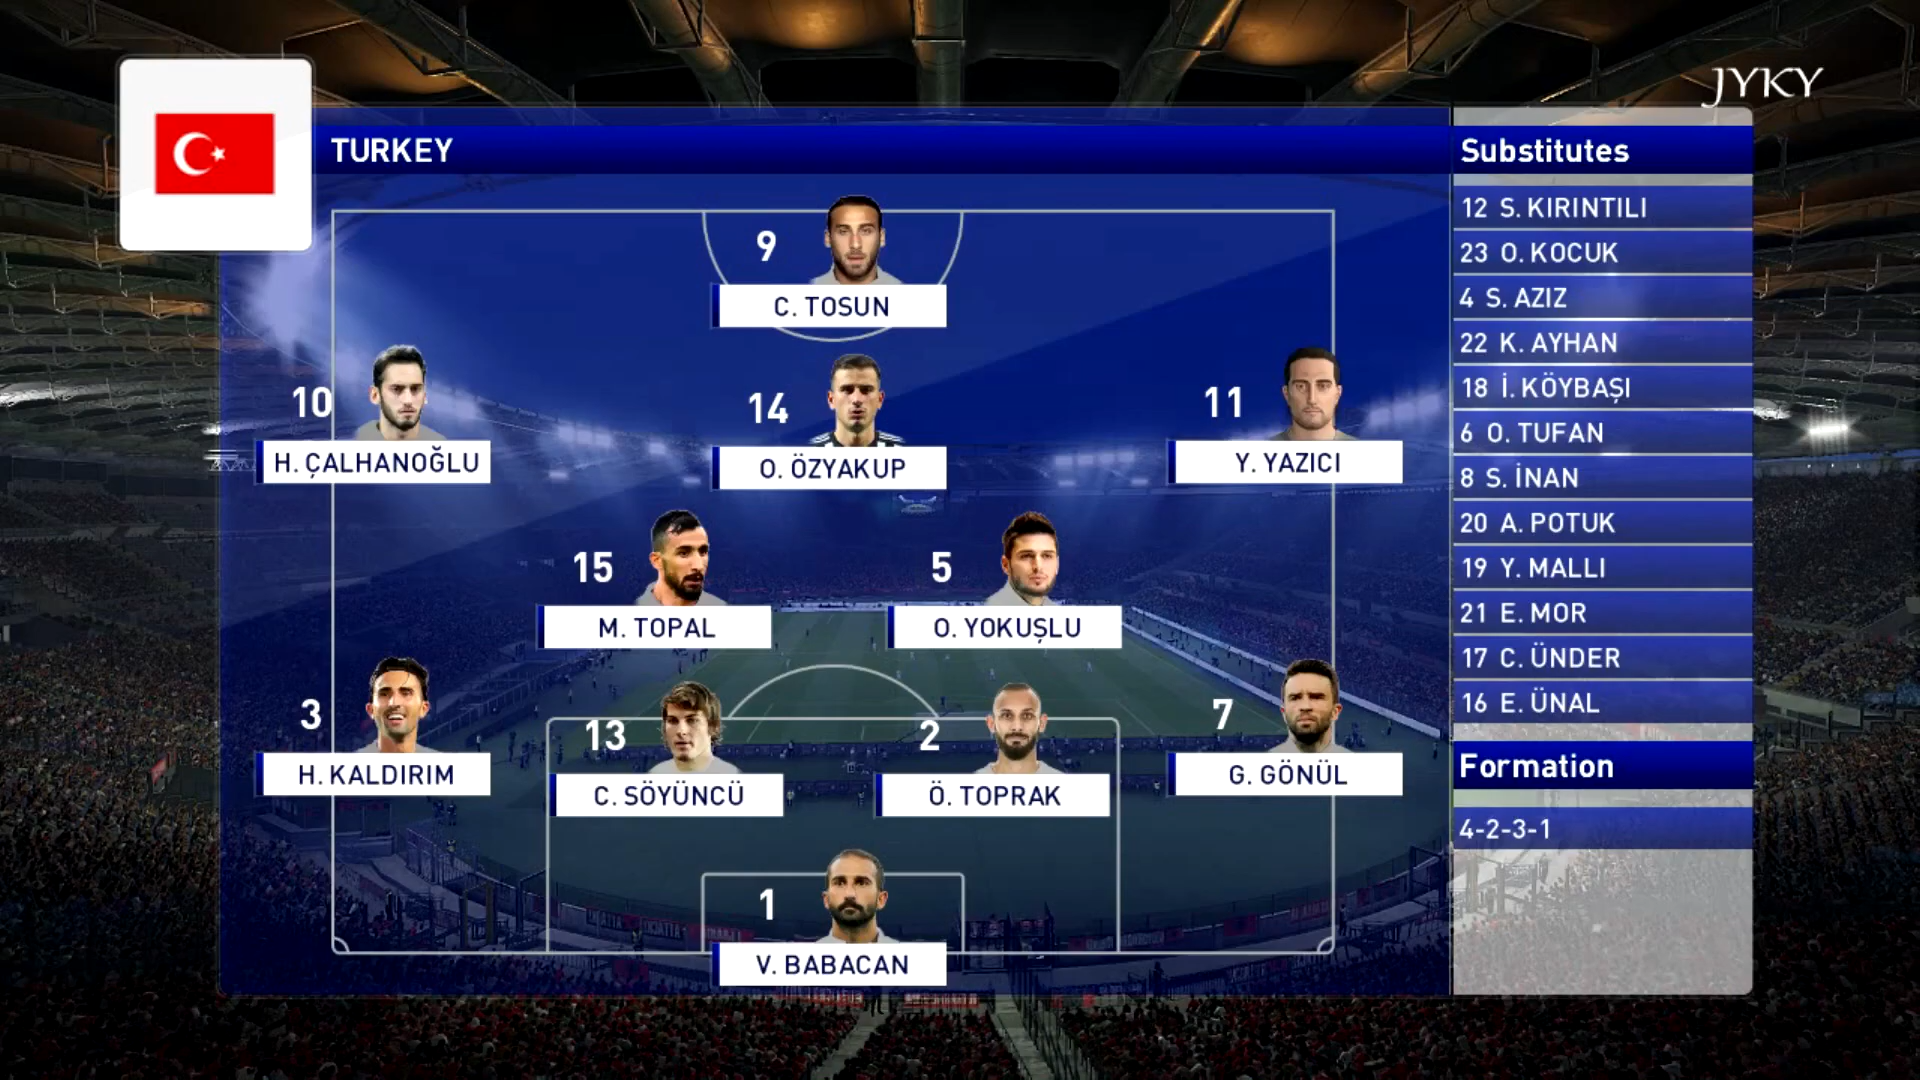 JYKY
TURKEY
9
C. TOSUN
10
H. ÇALHANOĞLU
14
O. ÖZYAKUP
11
Y. YAZICI
15
M. TOPAL
5
O. YOKUŞLU
3
H. KALDIRIM
13
C. SÖYÜNCÜ
2
Ö. TOPRAK
7
G. GÖNÜL
1
V. BABACAN
Substitutes
12 S. KIRINTILI
23 O. KOCUK
4 S. AZIZ
22 K. AYHAN
18 İ. KÖYBAŞI
6 O. TUFAN
8 S. İNAN
20 A. POTUK
19 Y. MALLI
21 E. MOR
17 C. ÜNDER
16 E. ÜNAL
Formation
4-2-3-1